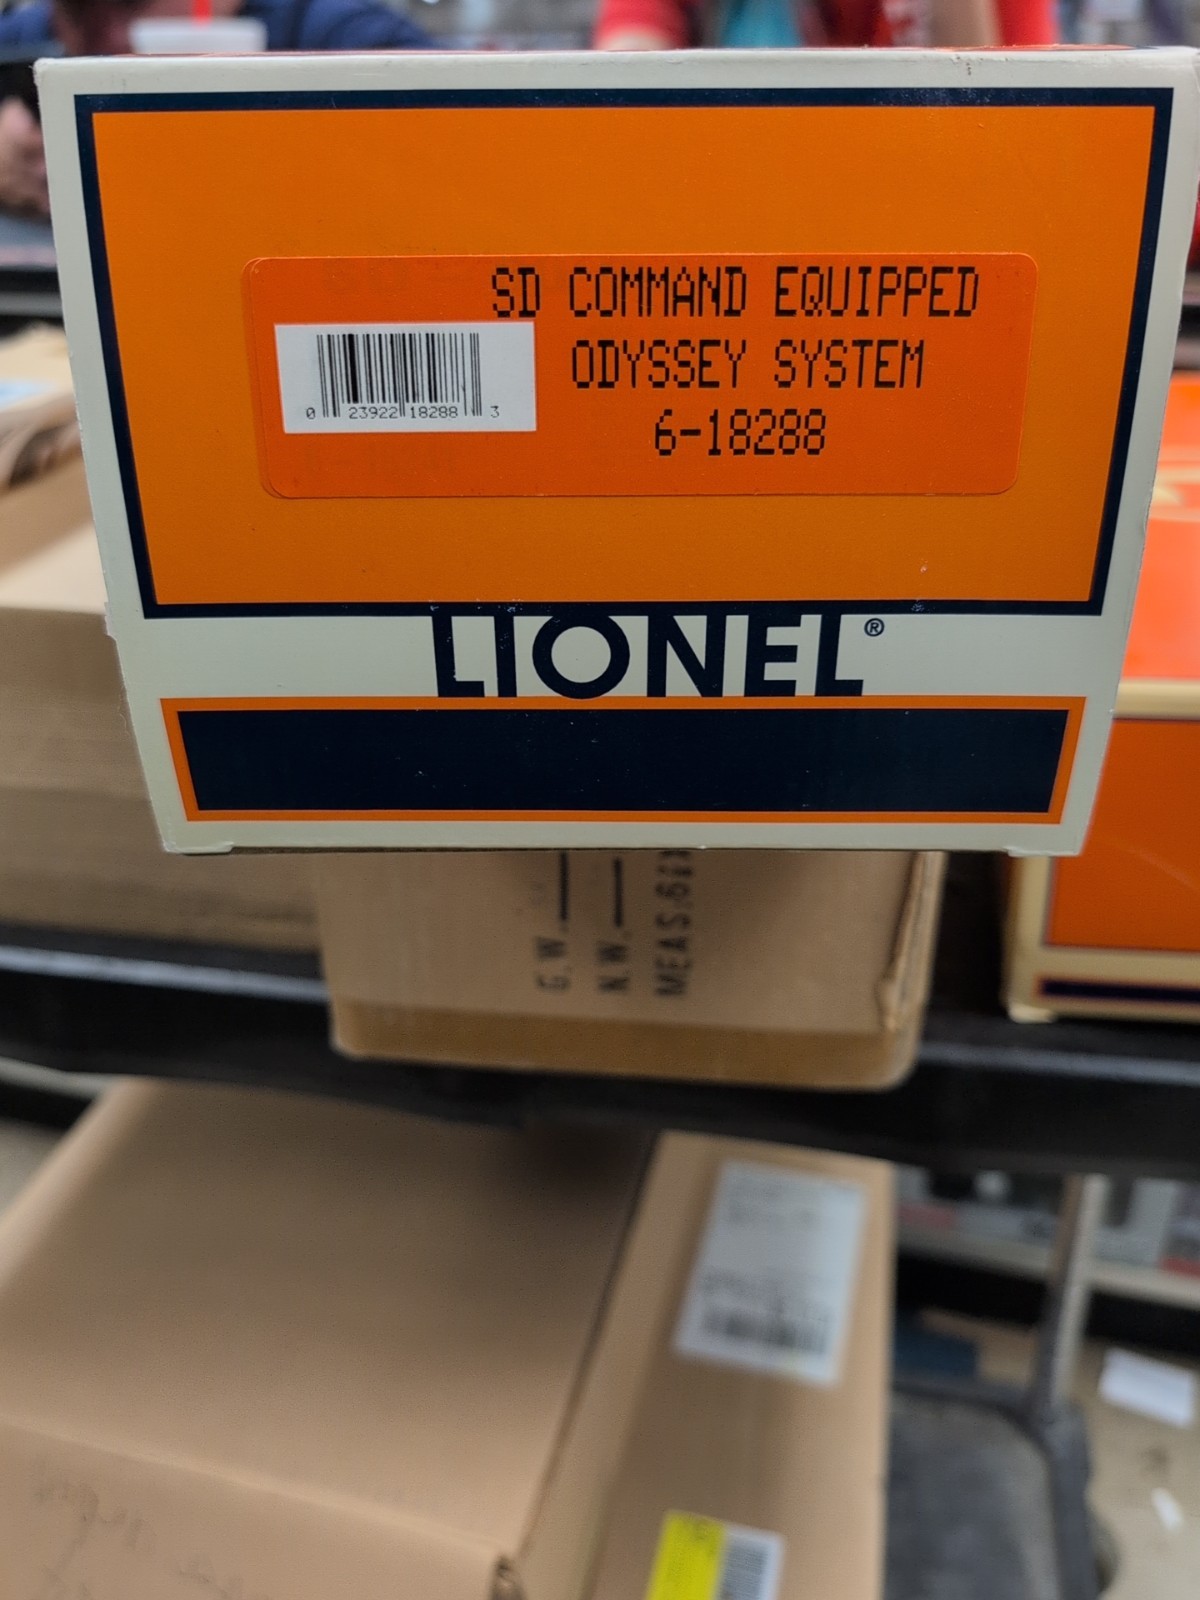 SD COMMAND EQUIPPED
ODYSSEY SYSTEM
6-18288
0 23922 18288 3
LIONEL®
G.W.
N.W.
MEAS.